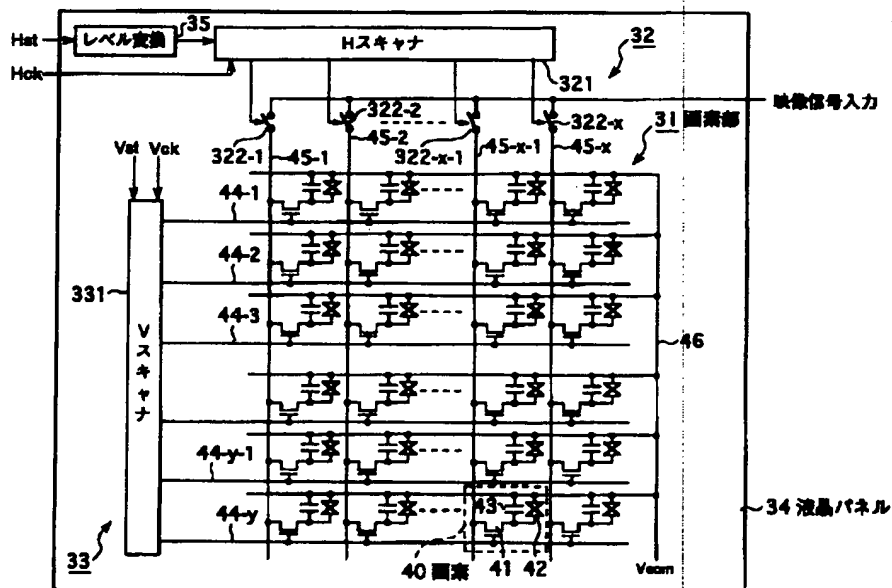 35
Hst
レベル変換
Hスキャナ
32
Hck
321
映像信号入力
322-2
322-x
31 画素部
322-1
45-1
45-2
322-x-1
45-x-1
45-x
Vst Vck
44-1
44-2
331
44-3
Vスキャナ
46
44-y-1
44-y
43
33
40 画素
41
42
Vcom
34 液晶パネル